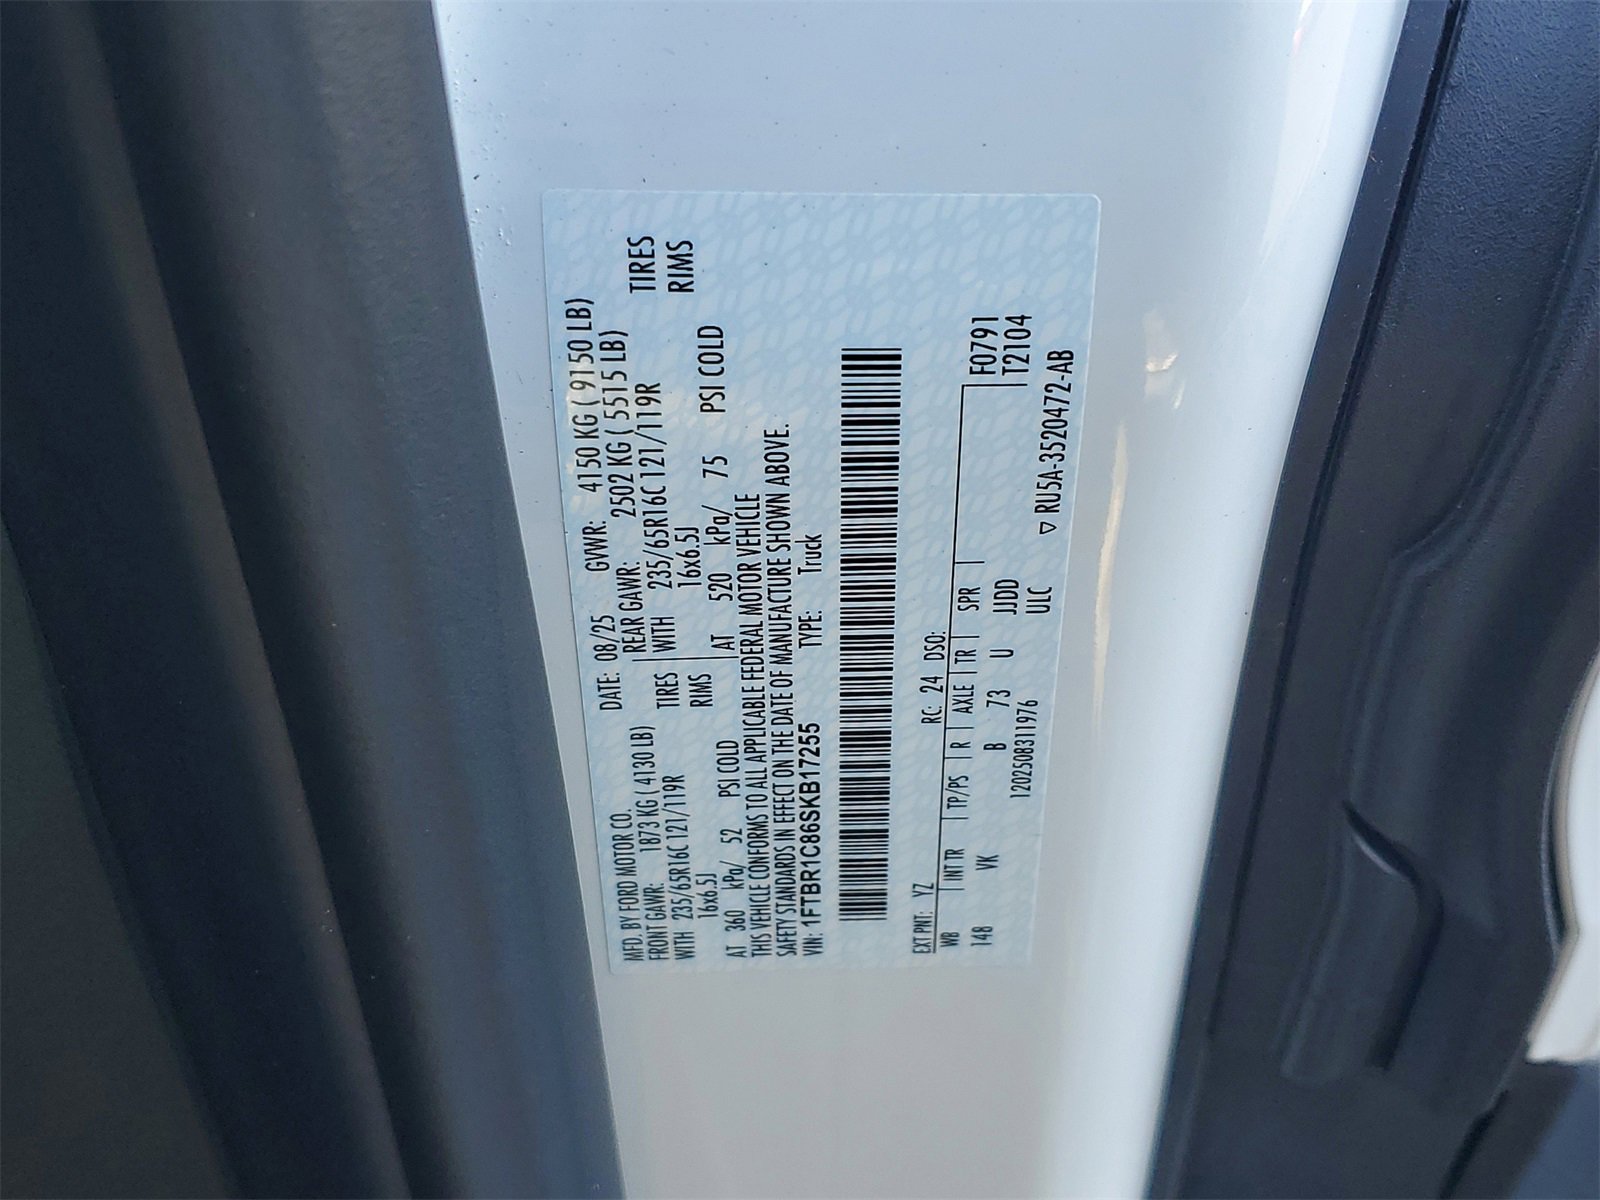 MFD. BY FORD MOTOR CO. DATE: 08/25 GVWR: 4150 KG ( 9150 LB)
FRONT GAWR: 1873 KG ( 4130 LB) REAR GAWR: 2502 KG ( 5515 LB)
WITH 235/65R16C 121/119R TIRES WITH 235/65R16C 121/119R TIRES
16x6.5J RIMS 16x6.5J RIMS
AT 360 kPa/ 52 PSI COLD AT 520 kPa/ 75 PSI COLD
THIS VEHICLE CONFORMS TO ALL APPLICABLE FEDERAL MOTOR VEHICLE
SAFETY STANDARDS IN EFFECT ON THE DATE OF MANUFACTURE SHOWN ABOVE.
VIN: 1FTBR1C86SKB17255 TYPE: Truck
EXT PNT: YZ RC: 24 DSO:
WB INT TR TP/PS R AXLE TR SPR F0791
148 VK B 73 U JJDD T2104
1202508311976 ULC
▽ RU5A-3520472-AB